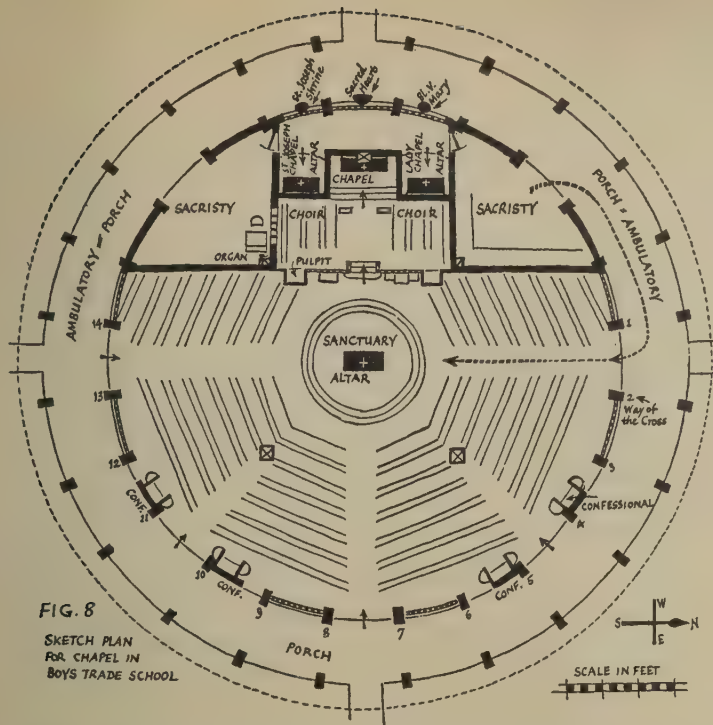 St. Joseph
Shrine
Sacred
Heart
Bl. V.
Mary
ST JOSEPH
CHAPEL
ALTAR
LADY
CHAPEL
ALTAR
CHAPEL
SACRISTY
CHOIR
CHOIR
SACRISTY
ORGAN
PULPIT
AMBULATORY = PORCH
PORCH = AMBULATORY
14
1
SANCTUARY
ALTAR
13
2
Way of
the Cross
12
3
CONF.
11
CONFESSIONAL
4
10
CONF.
CONF. 5
9
8
7
6
PORCH
FIG. 8
SKETCH PLAN
FOR CHAPEL IN
BOYS TRADE SCHOOL
W
S
N
E
SCALE IN FEET